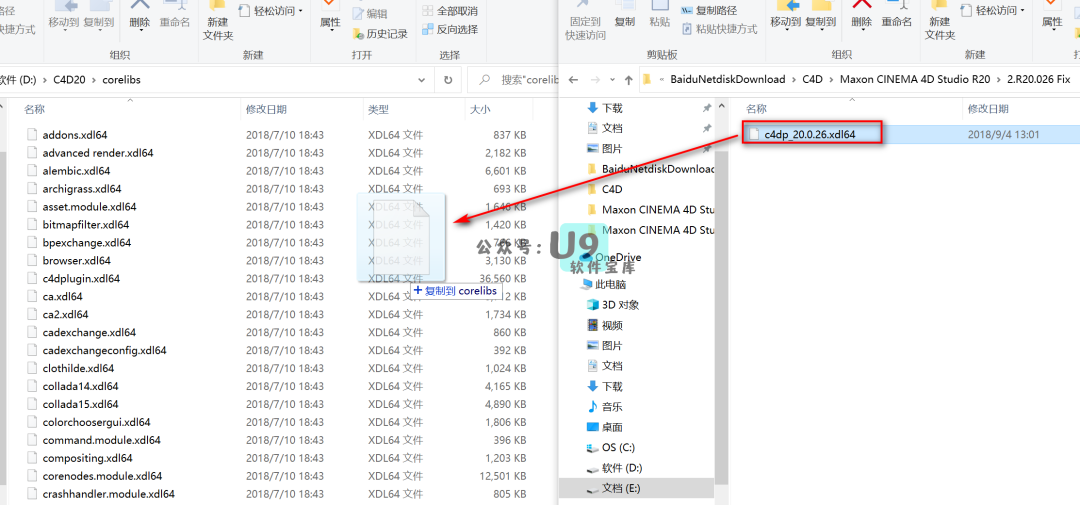 路径
快捷方式
移动到 复制到
删除
重命名
新建
文件夹
轻松访问
属性
编辑
历史记录
全部取消
反向选择
组织
新建
打开
选择
软件 (D:) › C4D20 › corelibs
搜索"corelib
名称 修改日期 类型 大小
addons.xdl64 2018/7/10 18:43 XDL64 文件 837 KB
advanced render.xdl64 2018/7/10 18:43 XDL64 文件 2,182 KB
alembic.xdl64 2018/7/10 18:43 XDL64 文件 6,601 KB
archigrass.xdl64 2018/7/10 18:43 XDL64 文件 693 KB
asset.module.xdl64 2018/7/10 18:43 XDL64 文件 1,646 KB
bitmapfilter.xdl64 2018/7/10 18:43 1,420 KB
bpexchange.xdl64 2018/7/10 18:43 KB
browser.xdl64 2018/7/10 18:43 3,130 KB
c4dplugin.xdl64 2018/7/10 18:43 XDL64 文件 36,560 KB
ca.xdl64 2018/7/10 18:43 XDL64 KB
ca2.xdl64 2018/7/10 18:43 XDL64 文件 1,734 KB
cadexchange.xdl64 2018/7/10 18:43 XDL64 文件 860 KB
cadexchangeconfig.xdl64 2018/7/10 18:43 XDL64 文件 392 KB
clothilde.xdl64 2018/7/10 18:43 XDL64 文件 1,024 KB
collada14.xdl64 2018/7/10 18:43 XDL64 文件 4,165 KB
collada15.xdl64 2018/7/10 18:43 XDL64 文件 4,890 KB
colorchoosergui.xdl64 2018/7/10 18:43 XDL64 文件 1,806 KB
command.module.xdl64 2018/7/10 18:43 XDL64 文件 396 KB
compositing.xdl64 2018/7/10 18:43 XDL64 文件 1,203 KB
corenodes.module.xdl64 2018/7/10 18:43 XDL64 文件 12,501 KB
crashhandler.module.xdl64 2018/7/10 18:43 XDL64 文件 805 KB
+ 复制到 corelibs
固定到
快速访问
复制
粘贴
复制路径
粘贴快捷方式
移动到 复制到
删除
重命名
新建
文件夹
轻松访问
属性
剪贴板
组织
新建
« BaiduNetdiskDownload › C4D › Maxon CINEMA 4D Studio R20 › 2.R20.026 Fix
下载
文档
图片
BaiduNetdiskDownload
C4D
Maxon CINEMA 4D Stu
Maxon CINEMA 4D Stu
OneDrive
此电脑
3D 对象
视频
图片
文档
下载
音乐
桌面
OS (C:)
软件 (D:)
文档 (E:)
名称 修改日期
c4dp_20.0.26.xdl64 2018/9/4 13:01
公众号：U9
软件宝库